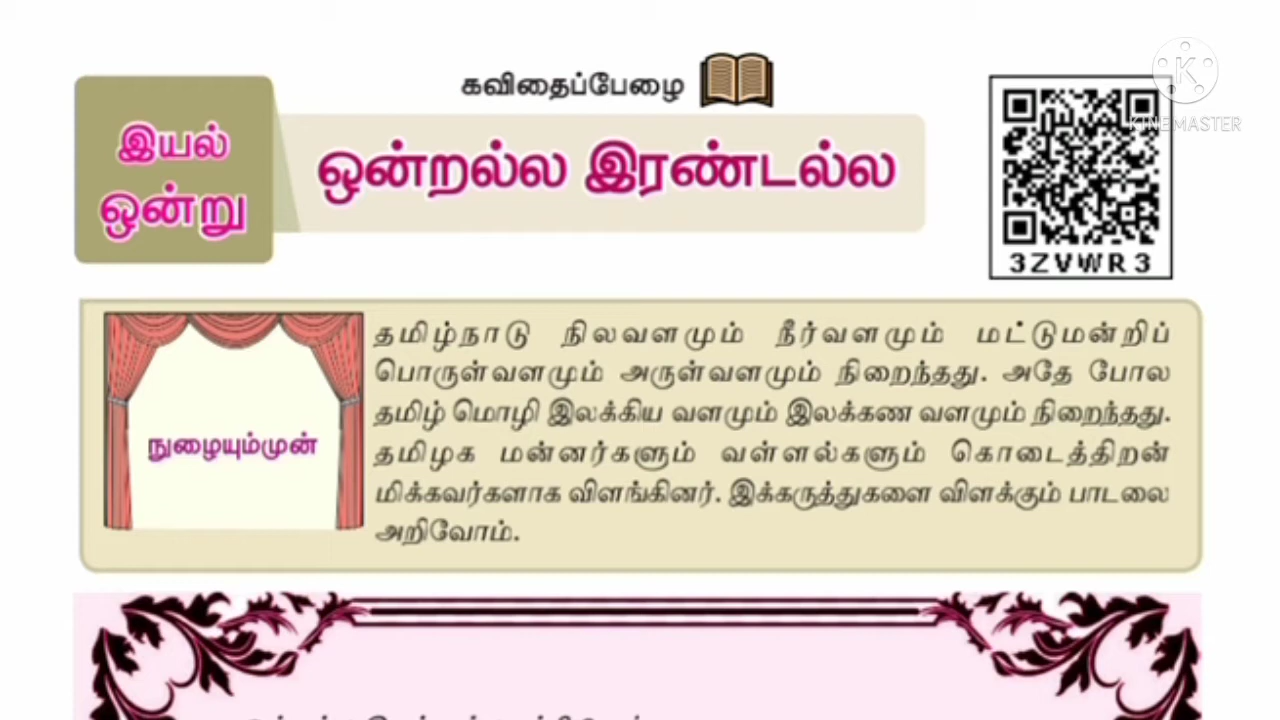 கவிதைப்பேழை
KINEMASTER
இயல்
ஒன்று
ஒன்றல்ல இரண்டல்ல
3ZVWR3
தமிழ்நாடு நிலவளமும் நீர்வளமும் மட்டுமன்றிப்
பொருள்வளமும் அருள்வளமும் நிறைந்தது. அதே போல
தமிழ் மொழி இலக்கிய வளமும் இலக்கண வளமும் நிறைந்தது.
தமிழக மன்னர்களும் வள்ளல்களும் கொடைத்திறன்
மிக்கவர்களாக விளங்கினர். இக்கருத்துகளை விளக்கும் பாடலை
அறிவோம்.
நுழையும்முன்